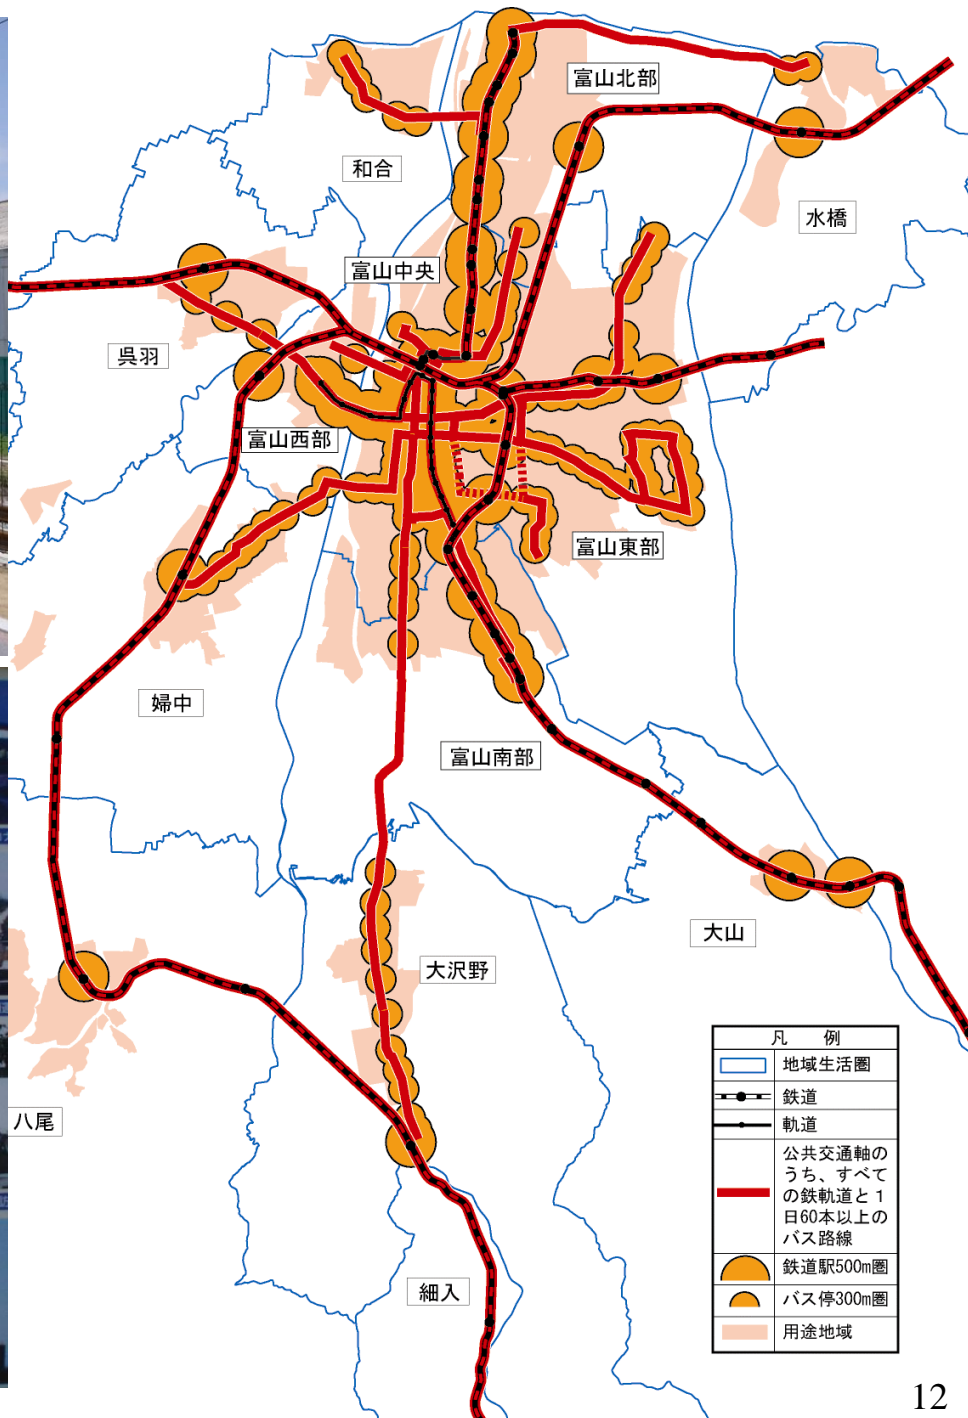 富山北部
和合
水橋
富山中央
呉羽
富山西部
富山東部
婦中
富山南部
大山
大沢野
八尾
細入
凡 例
地域生活圏
鉄道
軌道
公共交通軸の
うち、すべて
の鉄軌道と1
日60本以上の
バス路線
鉄道駅500m圏
バス停300m圏
用途地域
12